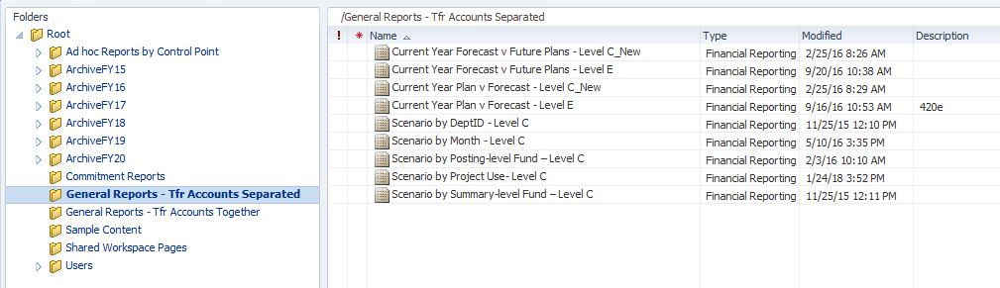 Folders
Root
Ad hoc Reports by Control Point
ArchiveFY15
ArchiveFY16
ArchiveFY17
ArchiveFY18
ArchiveFY19
ArchiveFY20
Commitment Reports
General Reports - Tfr Accounts Separated
General Reports - Tfr Accounts Together
Sample Content
Shared Workspace Pages
Users
/General Reports - Tfr Accounts Separated
! * Name Type Modified Description
Current Year Forecast v Future Plans - Level C_New Financial Reporting 2/25/16 8:26 AM
Current Year Forecast v Future Plans - Level E Financial Reporting 9/20/16 10:38 AM
Current Year Plan v Forecast - Level C_New Financial Reporting 2/25/16 8:29 AM
Current Year Plan v Forecast - Level E Financial Reporting 9/16/16 10:53 AM 420e
Scenario by DeptID - Level C Financial Reporting 11/25/15 12:10 PM
Scenario by Month - Level C Financial Reporting 5/10/16 3:35 PM
Scenario by Posting-level Fund – Level C Financial Reporting 2/3/16 10:10 AM
Scenario by Project Use- Level C Financial Reporting 1/24/18 3:52 PM
Scenario by Summary-level Fund – Level C Financial Reporting 11/25/15 12:11 PM